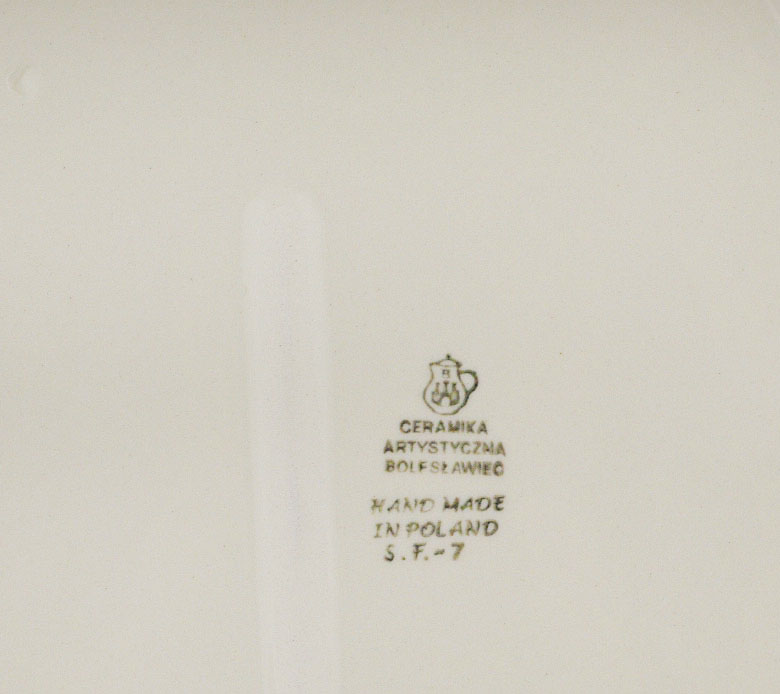 CERAMIKA
ARTYSTYCZNA
BOLESŁAWIEC
HAND MADE
IN POLAND
S.F.-7